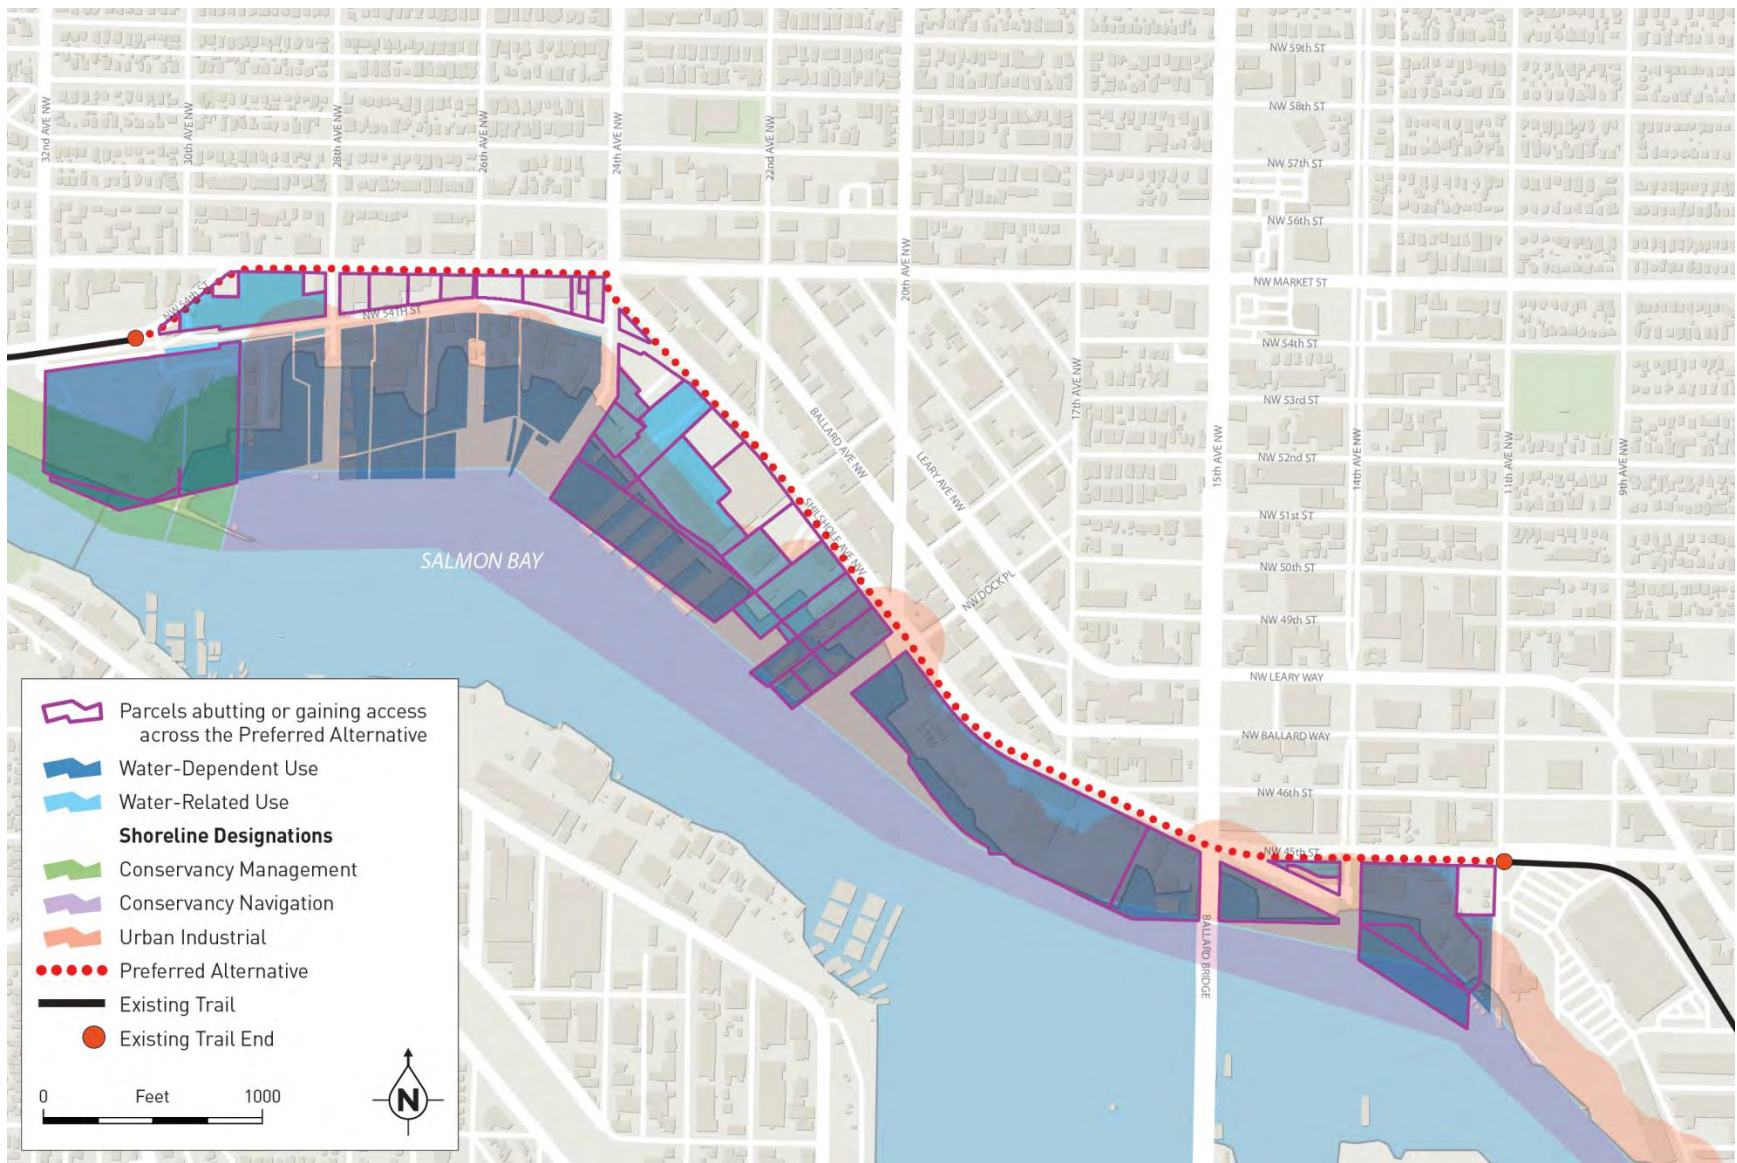 NW 59th ST
NW 58th ST
NW 57th ST
NW 56th ST
32nd AVE NW
30th AVE NW
28th AVE NW
26th AVE NW
24th AVE NW
22nd AVE NW
20th AVE NW
NW MARKET ST
NW 54th ST
NW 54TH ST
NW 54th ST
NW 53rd ST
17th AVE NW
BALLARD AVE NW
LEARY AVE NW
15th AVE NW
14th AVE NW
11th AVE NW
9th AVE NW
NW 52nd ST
NW 51st ST
SHILSHOLE AVE NW
SALMON BAY
NW 50th ST
NW DOCK PL
NW 49th ST
NW LEARY WAY
NW BALLARD WAY
NW 46th ST
NW 45th ST
BALLARD BRIDGE
Parcels abutting or gaining access
across the Preferred Alternative
Water-Dependent Use
Water-Related Use
Shoreline Designations
Conservancy Management
Conservancy Navigation
Urban Industrial
Preferred Alternative
Existing Trail
Existing Trail End
0 Feet 1000
N